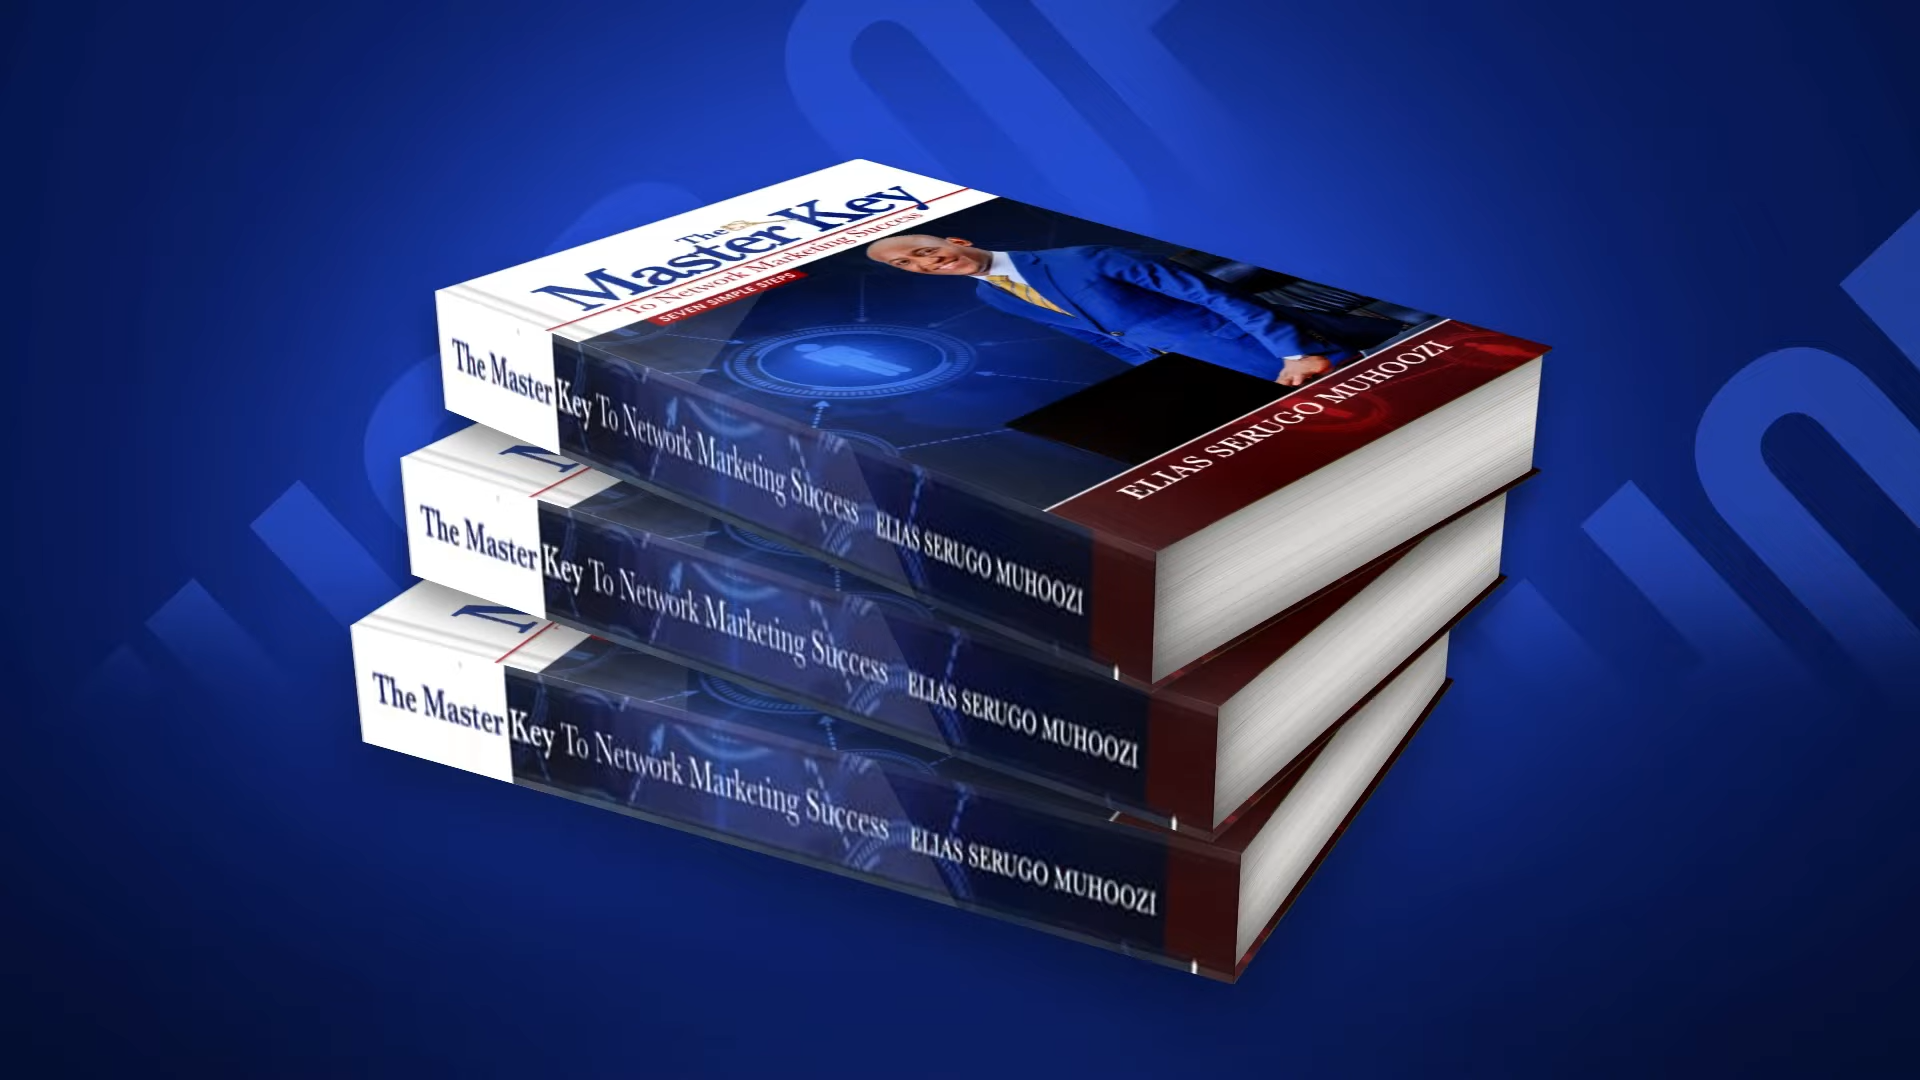 The
Master Key
To Network Marketing Success
SEVEN SIMPLE STEPS
ELIAS SERUGO MUHOOZI
The Master Key To Network Marketing Success ELIAS SERUGO MUHOOZI
M
The Master Key To Network Marketing Success ELIAS SERUGO MUHOOZI
M
The Master Key To Network Marketing Success ELIAS SERUGO MUHOOZI